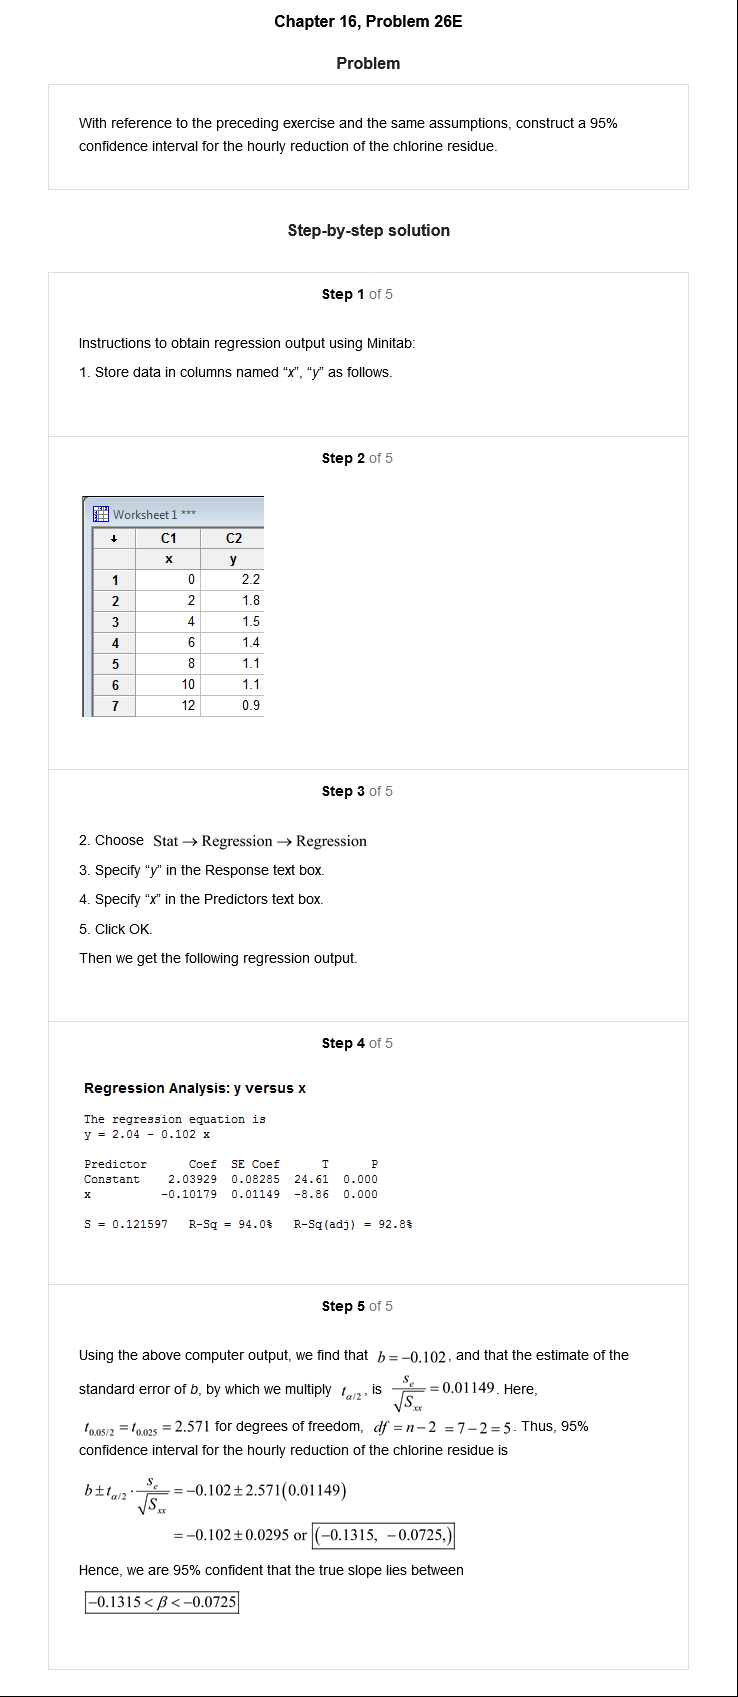 Chapter 16, Problem 26E
Problem
With reference to the preceding exercise and the same assumptions, construct a 95%
confidence interval for the hourly reduction of the chlorine residue.
Step-by-step solution
Step 1 of 5
Instructions to obtain regression output using Minitab:
1. Store data in columns named “x”, “y” as follows.
Step 2 of 5
Worksheet 1 ***
↓ C1 C2
x y
1 0 2.2
2 2 1.8
3 4 1.5
4 6 1.4
5 8 1.1
6 10 1.1
7 12 0.9
Step 3 of 5
2. Choose Stat → Regression → Regression
3. Specify “y” in the Response text box.
4. Specify “x” in the Predictors text box.
5. Click OK.
Then we get the following regression output.
Step 4 of 5
Regression Analysis: y versus x
The regression equation is
y = 2.04 - 0.102 x
Predictor Coef SE Coef T P
Constant 2.03929 0.08285 24.61 0.000
x -0.10179 0.01149 -8.86 0.000
S = 0.121597 R-Sq = 94.0% R-Sq(adj) = 92.8%
Step 5 of 5
Using the above computer output, we find that b = −0.102, and that the estimate of the
standard error of b, by which we multiply t_{α/2}, is s_e/√S_{xx} = 0.01149. Here,
t_{0.05/2} = t_{0.025} = 2.571 for degrees of freedom, df = n − 2 = 7 − 2 = 5. Thus, 95%
confidence interval for the hourly reduction of the chlorine residue is
b ± t_{α/2} · s_e/√S_{xx} = −0.102 ± 2.571(0.01149)
= −0.102 ± 0.0295 or (−0.1315, −0.0725,)
Hence, we are 95% confident that the true slope lies between
−0.1315 < β < −0.0725